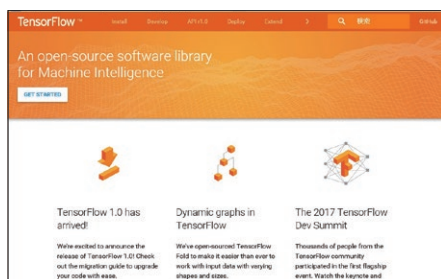 TensorFlow™ Install Develop API r1.0 Deploy Extend 検索 GitHub
An open-source software library
for Machine Intelligence
GET STARTED
TensorFlow 1.0 has
arrived!
We're excited to announce the
release of TensorFlow 1.0! Check
out the migration guide to upgrade
your code with ease.
Dynamic graphs in
TensorFlow
We've open-sourced TensorFlow
Fold to make it easier than ever to
work with input data with varying
shapes and sizes.
The 2017 TensorFlow
Dev Summit
Thousands of people from the
TensorFlow community
participated in the first flagship
event. Watch the keynote and